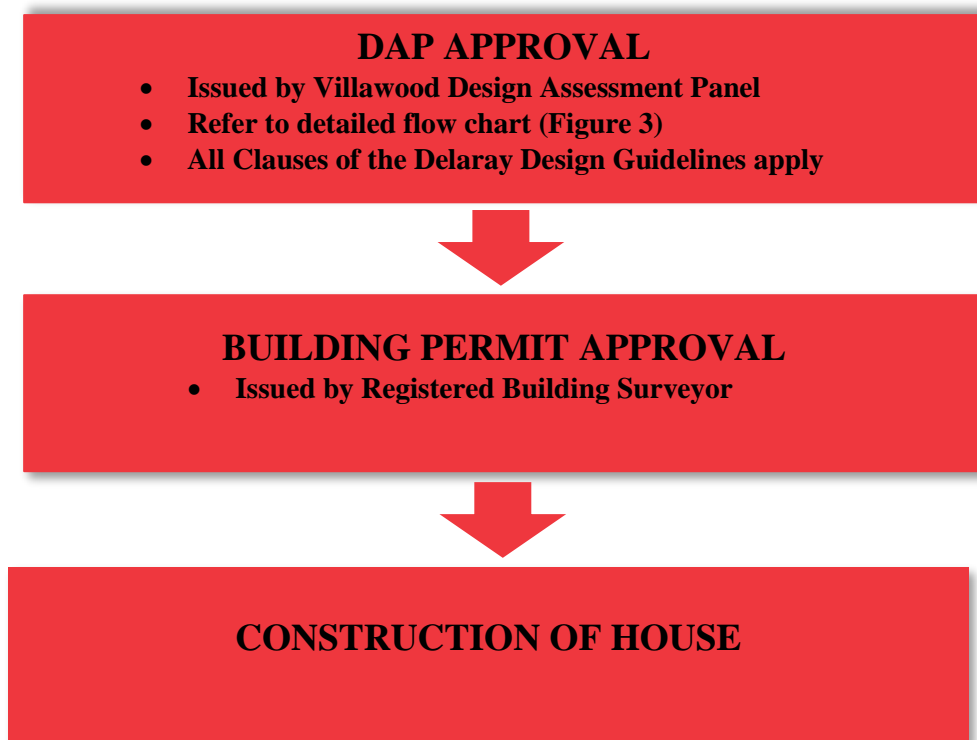 DAP APPROVAL
• Issued by Villawood Design Assessment Panel
• Refer to detailed flow chart (Figure 3)
• All Clauses of the Delaray Design Guidelines apply
BUILDING PERMIT APPROVAL
• Issued by Registered Building Surveyor
CONSTRUCTION OF HOUSE